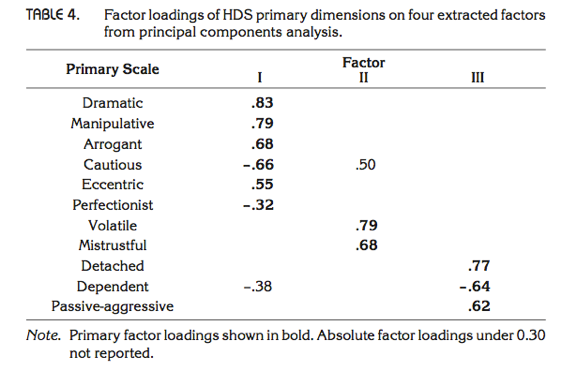 TABLE 4. Factor loadings of HDS primary dimensions on four extracted factors
from principal components analysis.
Primary Scale Factor
I II III
Dramatic .83
Manipulative .79
Arrogant .68
Cautious -.66 .50
Eccentric .55
Perfectionist -.32
Volatile .79
Mistrustful .68
Detached .77
Dependent -.38 -.64
Passive-aggressive .62
Note. Primary factor loadings shown in bold. Absolute factor loadings under 0.30
not reported.